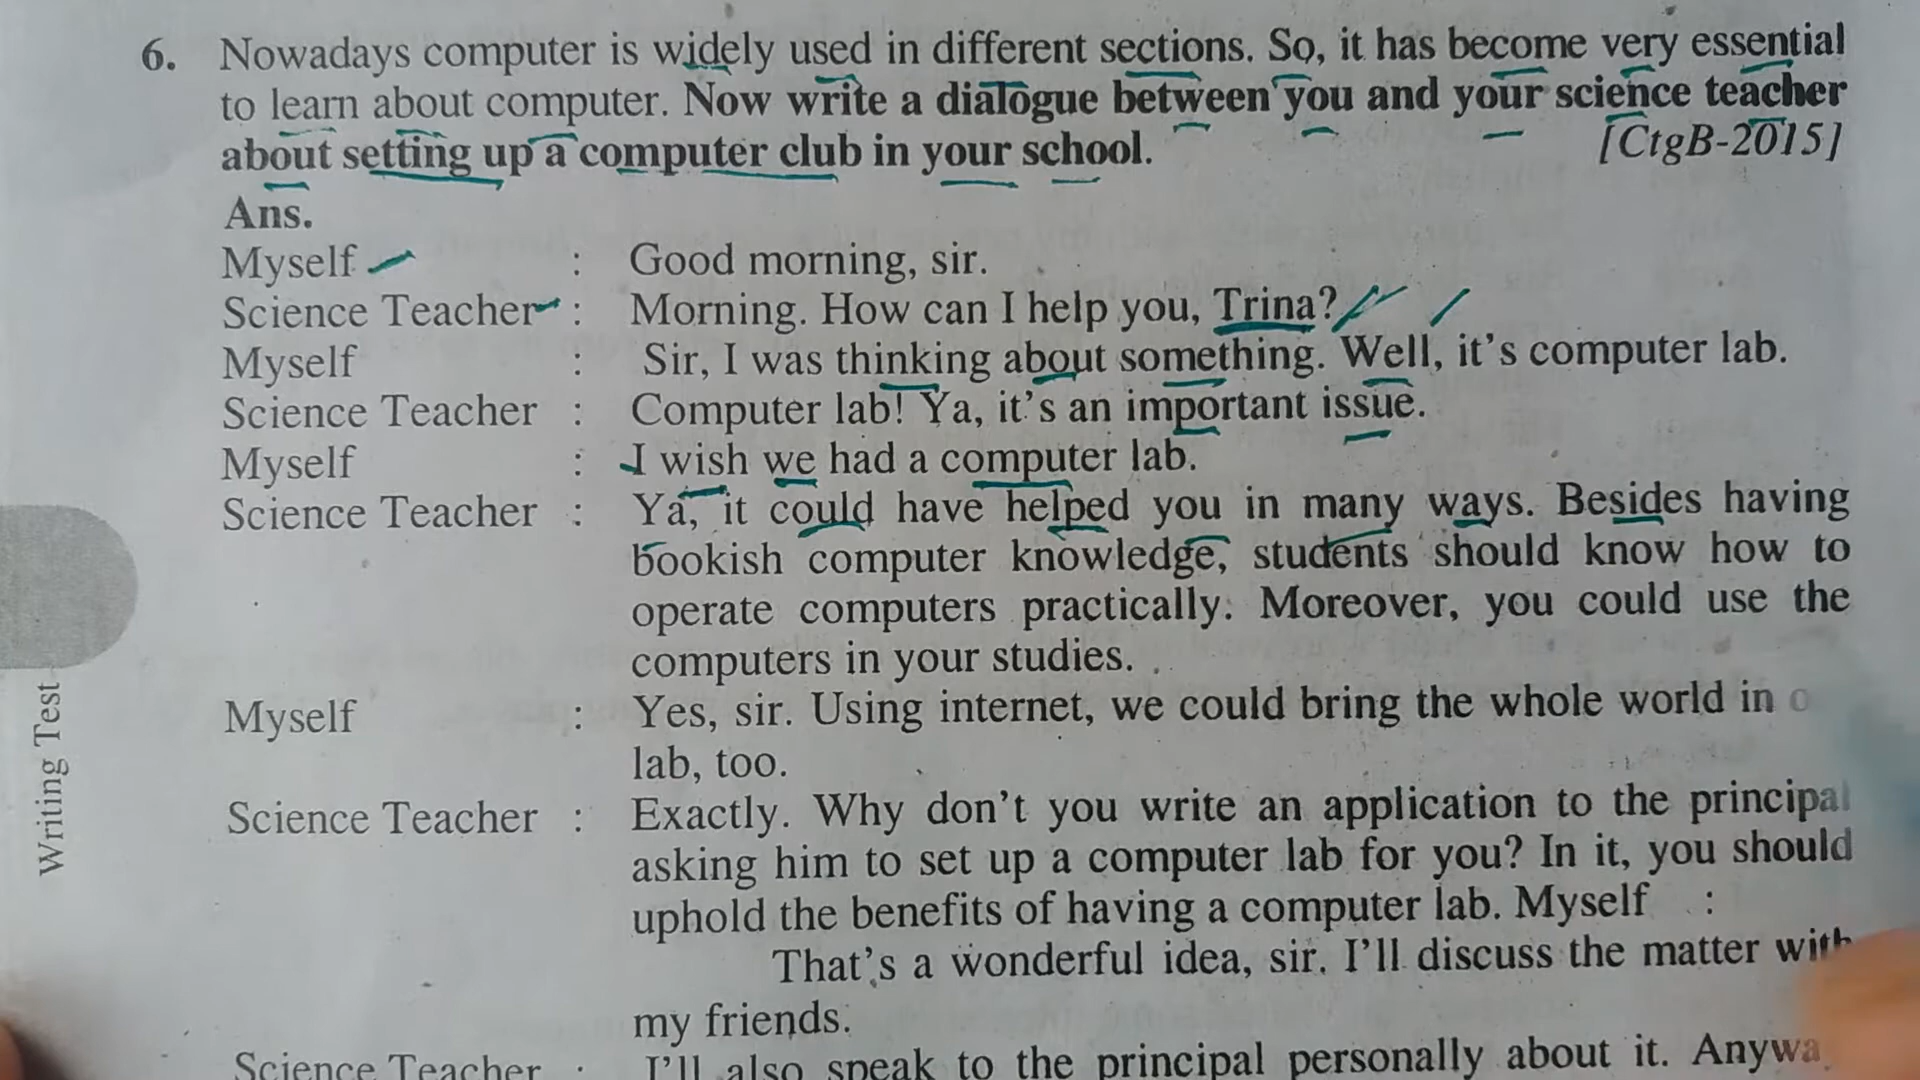 6. Nowadays computer is widely used in different sections. So, it has become very essential
to learn about computer. Now write a dialogue between you and your science teacher
about setting up a computer club in your school. [CtgB-2015]
Ans.
Myself : Good morning, sir.
Science Teacher : Morning. How can I help you, Trina?
Myself : Sir, I was thinking about something. Well, it's computer lab.
Science Teacher : Computer lab! Ya, it's an important issue.
Myself : I wish we had a computer lab.
Science Teacher : Ya, it could have helped you in many ways. Besides having
bookish computer knowledge, students should know how to
operate computers practically. Moreover, you could use the
computers in your studies.
Myself : Yes, sir. Using internet, we could bring the whole world in
lab, too.
Science Teacher : Exactly. Why don't you write an application to the principal
asking him to set up a computer lab for you? In it, you should
uphold the benefits of having a computer lab. Myself :
That's a wonderful idea, sir. I'll discuss the matter with
my friends.
Science Teacher : I'll also speak to the principal personally about it.
Writing Test